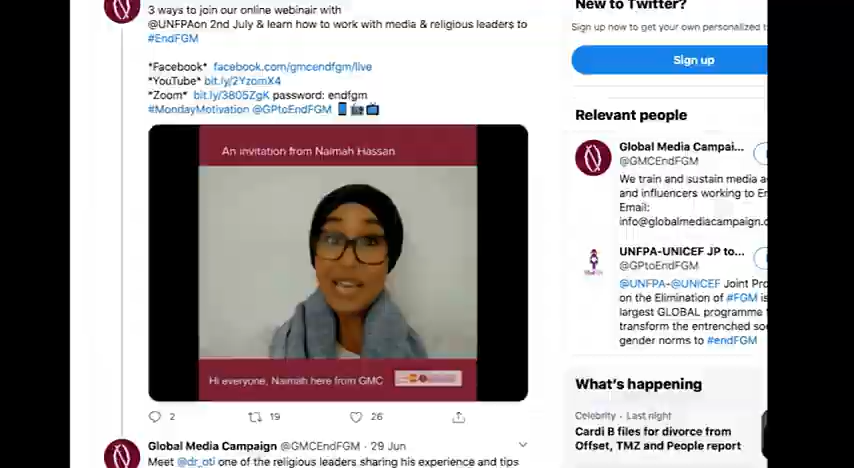 3 ways to join our online webinar with
@UNFPAon 2nd July & learn how to work with media & religious leaders to
#EndFGM
*Facebook* facebook.com/gmcendfgm/live
*YouTube* bit.ly/2YzomX4
*Zoom* bit.ly/3805ZgK password: endfgm
#MondayMotivation @GPtoEndFGM
An invitation from Naimah Hassan
Hi everyone, Naimah here from GMC
2 19 26
Global Media Campaign @GMCEndFGM · 29 Jun
Meet @dr_oti one of the religious leaders sharing his experience and tips
New to Twitter?
Sign up now to get your own personalized t
Sign up
Relevant people
Global Media Campai...
@GMCEndFGM
We train and sustain media a
and influencers working to En
Email:
info@globalmediacampaign.o
UNFPA-UNICEF JP to...
@GPtoEndFGM
@UNFPA-@UNICEF Joint Pro
on the Elimination of #FGM is
largest GLOBAL programme t
transform the entrenched soc
gender norms to #endFGM
What's happening
Celebrity · Last night
Cardi B files for divorce from
Offset, TMZ and People report